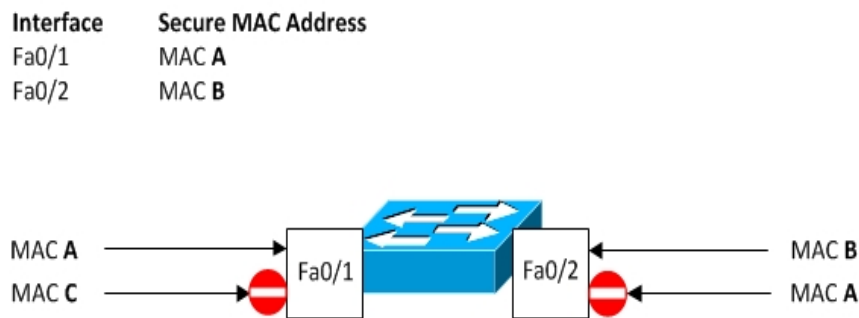 Interface Secure MAC Address
Fa0/1 MAC A
Fa0/2 MAC B
MAC A Fa0/1 Fa0/2 MAC B
MAC C MAC A